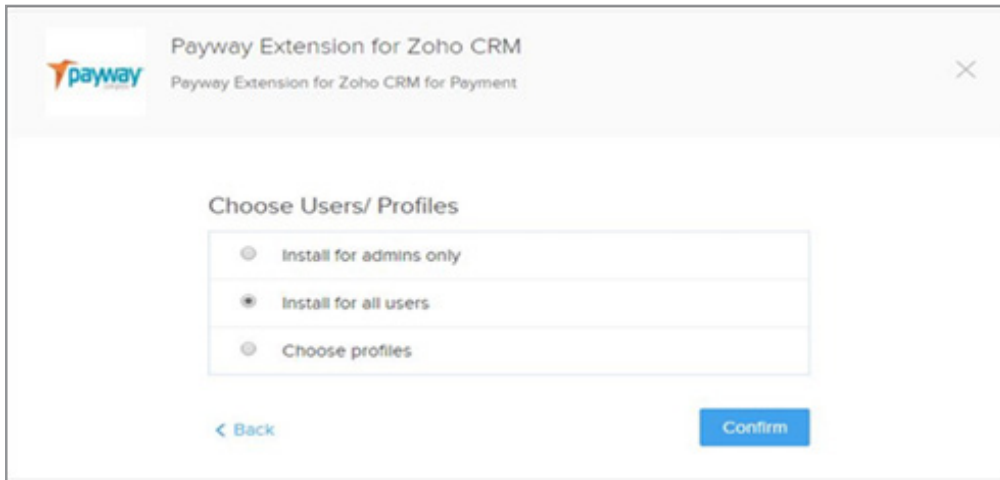 Payway Extension for Zoho CRM
payway
Payway Extension for Zoho CRM for Payment
Choose Users/ Profiles
Install for admins only
Install for all users
Choose profiles
< Back
Confirm